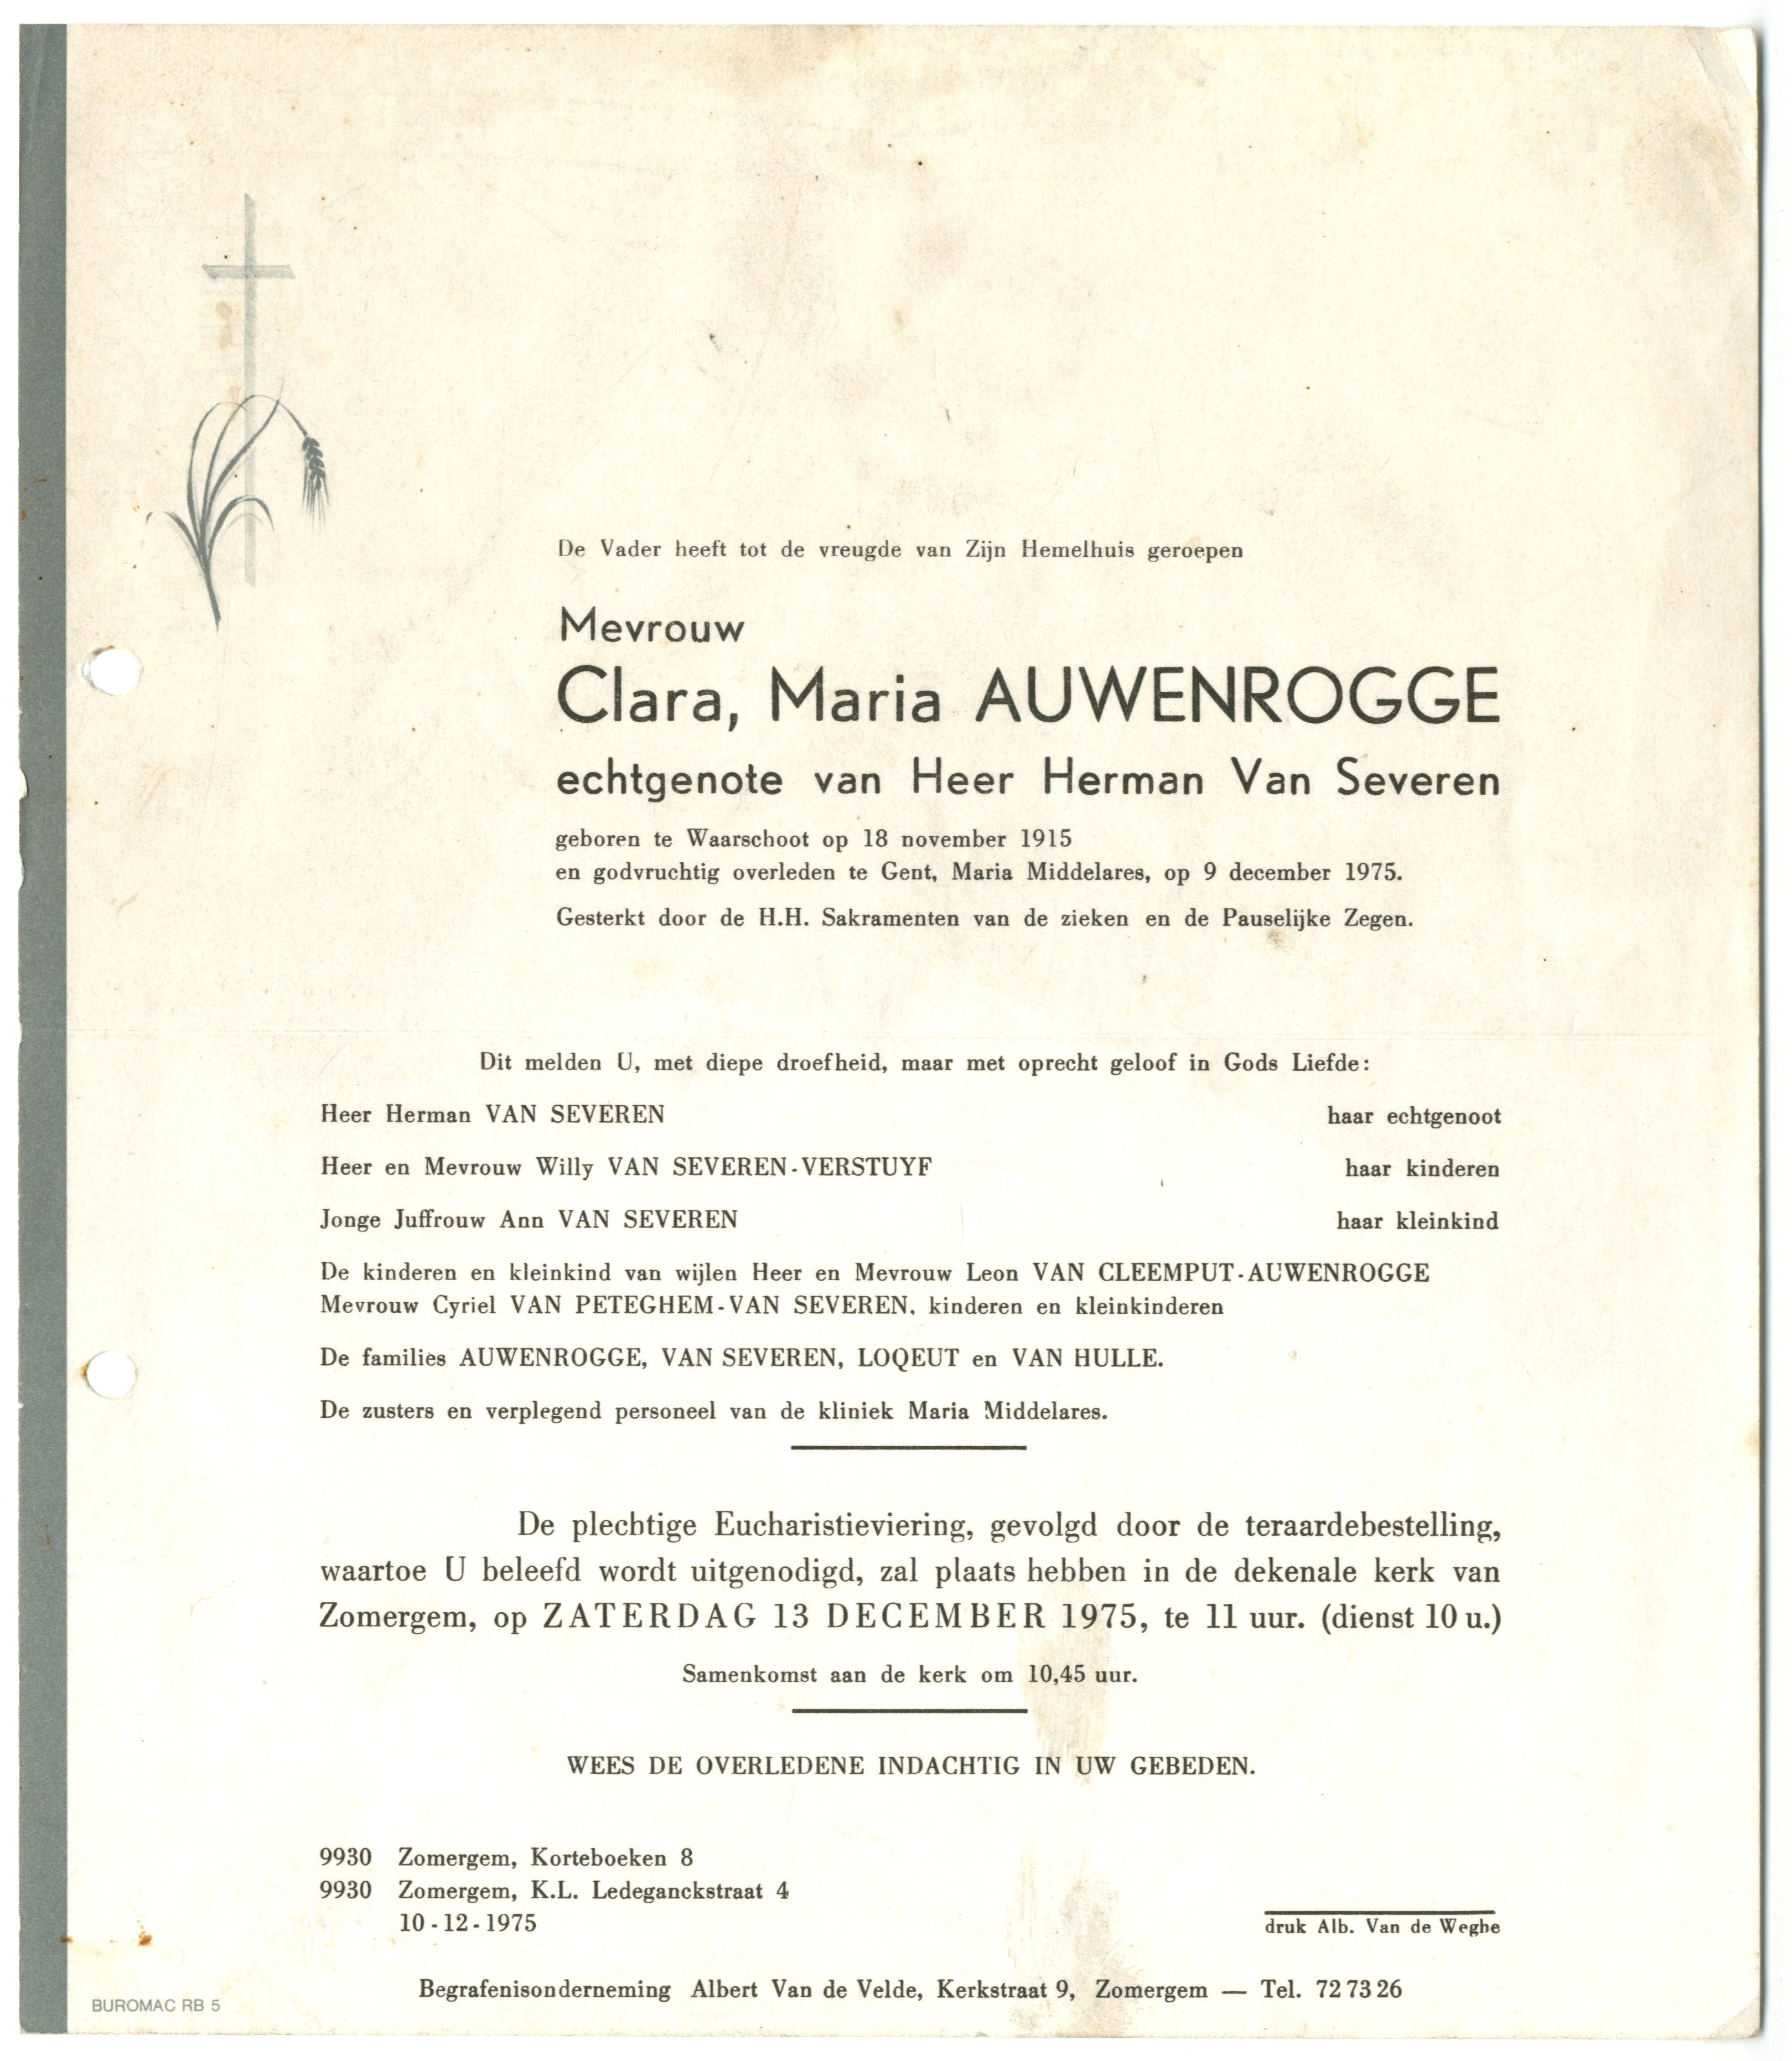 De Vader heeft tot de vreugde van Zijn Hemelhuis geroepen
Mevrouw
Clara, Maria AUWENROGGE
echtgenote van Heer Herman Van Severen
geboren te Waarschoot op 18 november 1915
en godvruchtig overleden te Gent, Maria Middelares, op 9 december 1975.
Gesterkt door de H.H. Sakramenten van de zieken en de Pauselijke Zegen.
Dit melden U, met diepe droefheid, maar met oprecht geloof in Gods Liefde:
Heer Herman VAN SEVEREN haar echtgenoot
Heer en Mevrouw Willy VAN SEVEREN-VERSTUYF haar kinderen
Jonge Juffrouw Ann VAN SEVEREN haar kleinkind
De kinderen en kleinkind van wijlen Heer en Mevrouw Leon VAN CLEEMPUT-AUWENROGGE
Mevrouw Cyriel VAN PETEGHEM-VAN SEVEREN, kinderen en kleinkinderen
De families AUWENROGGE, VAN SEVEREN, LOQEUT en VAN HULLE.
De zusters en verplegend personeel van de kliniek Maria Middelares.
De plechtige Eucharistieviering, gevolgd door de teraardebestelling,
waartoe U beleefd wordt uitgenodigd, zal plaats hebben in de dekenale kerk van
Zomergem, op ZATERDAG 13 DECEMBER 1975, te 11 uur. (dienst 10 u.)
Samenkomst aan de kerk om 10,45 uur.
WEES DE OVERLEDENE INDACHTIG IN UW GEBEDEN.
9930 Zomergem, Korteboeken 8
9930 Zomergem, K.L. Ledeganckstraat 4
10-12-1975
druk Alb. Van de Weghe
Begrafenisonderneming Albert Van de Velde, Kerkstraat 9, Zomergem — Tel. 72 73 26
BUROMAC RB 5